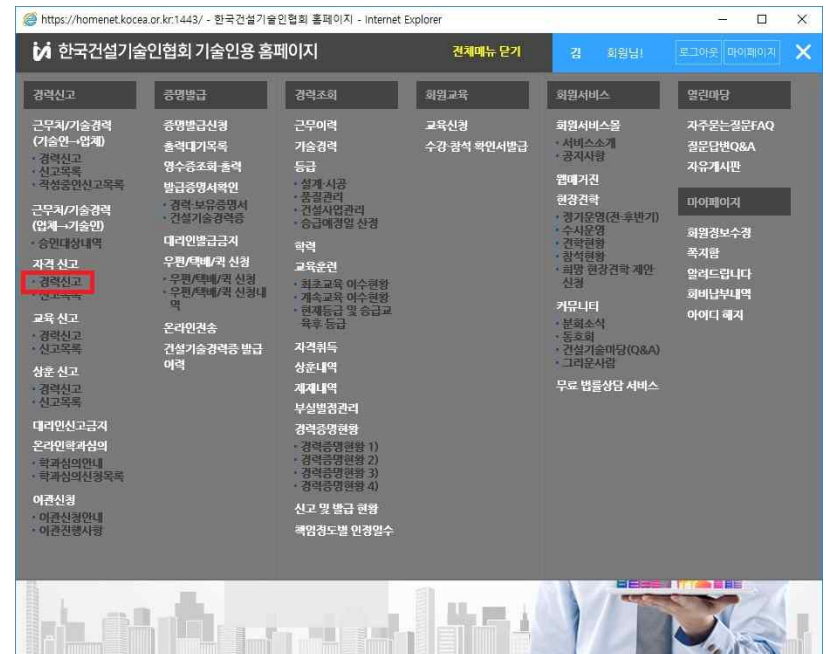 https://homenet.kocea.or.kr:1443/ - 한국건설기술인협회 홈페이지 - Internet Explorer
한국건설기술인협회 기술인용 홈페이지
전체메뉴 닫기
김 회원님!
로그아웃
마이페이지
경력신고
근무처/기술경력
(기술인→업체)
· 경력신고
· 신고목록
· 작성중인신고목록
근무처/기술경력
(업체→기술인)
· 승인대상내역
자격 신고
· 경력신고
· 신고목록
교육 신고
· 경력신고
· 신고목록
상훈 신고
· 경력신고
· 신고목록
대리인신고금지
온라인학과심의
· 학과심의안내
· 학과심의신청목록
이관신청
· 이관신청안내
· 이관진행사항
증명발급
증명발급신청
출력대기목록
영수증조회·출력
발급증명서확인
· 경력·보유증명서
· 건설기술경력증
대리인발급금지
우편/택배/퀵 신청
· 우편/택배/퀵 신청
· 우편/택배/퀵 신청내
역
온라인전송
건설기술경력증 발급
이력
경력조회
근무이력
기술경력
등급
· 설계·시공
· 품질관리
· 건설사업관리
· 승급예정일 산정
학력
교육훈련
· 최초교육 이수현황
· 계속교육 이수현황
· 현재등급 및 승급교
육후 등급
자격취득
상훈내역
제재내역
부실벌점관리
경력증명현황
· 경력증명현황 1)
· 경력증명현황 2)
· 경력증명현황 3)
· 경력증명현황 4)
신고 및 발급 현황
책임정도별 인정일수
회원교육
교육신청
수강·참석 확인서발급
회원서비스
회원서비스몰
· 서비스소개
· 공지사항
웹매거진
현장견학
· 정기운영(전·후반기)
· 수시운영
· 견학현황
· 참석현황
· 희망 현장견학 제안
신청
커뮤니티
· 분회소식
· 동호회
· 건설기술마당(Q&A)
· 그리운사람
무료 법률상담 서비스
열린마당
자주묻는질문FAQ
질문답변Q&A
자유게시판
마이페이지
회원정보수정
쪽지함
알려드립니다
회비납부내역
아이디 해지